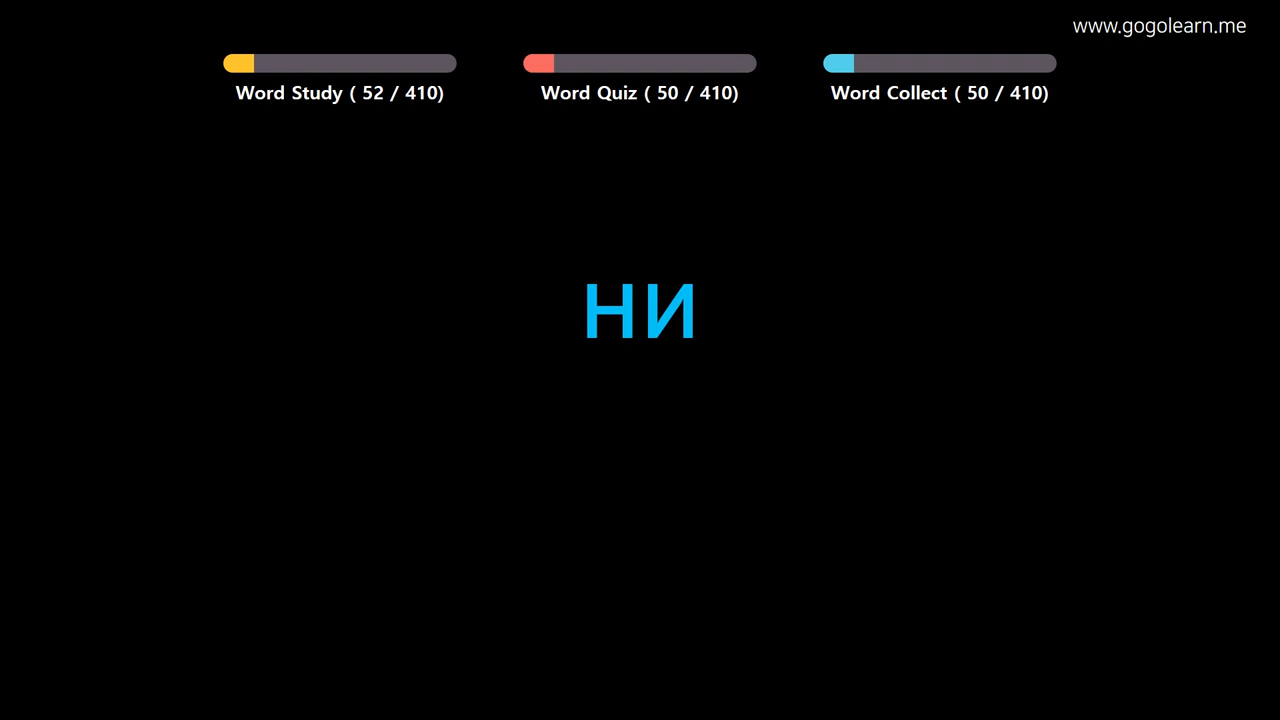 www.gogolearn.me
Word Study ( 52 / 410)
Word Quiz ( 50 / 410)
Word Collect ( 50 / 410)
ни